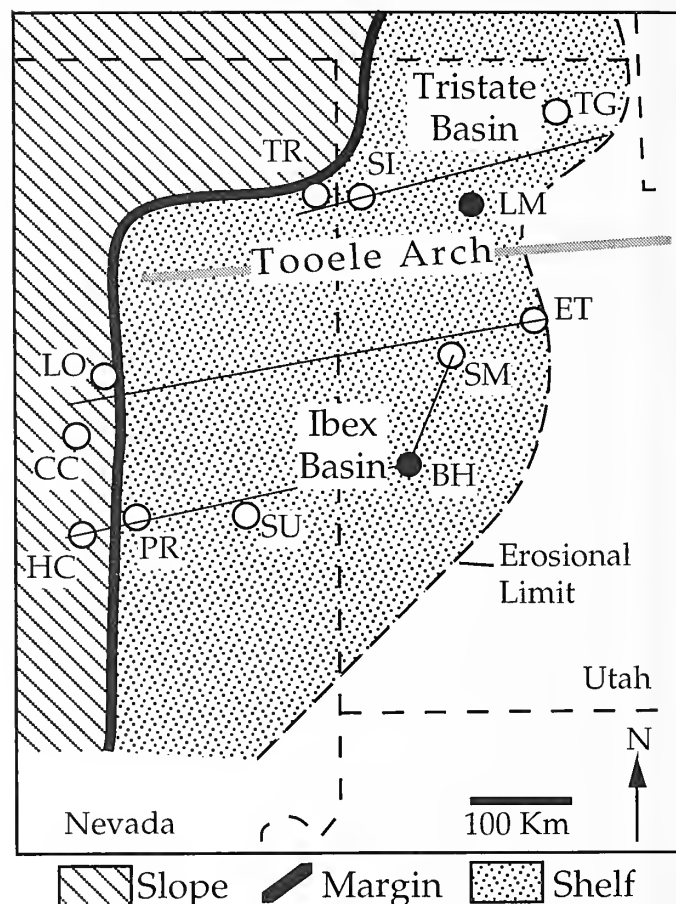 Tristate
Basin
TG
TR
SI
LM
Tooele Arch
ET
LO
SM
Ibex
Basin
CC
BH
PR
SU
HC
Erosional
Limit
Utah
N
Nevada
100 Km
Slope
Margin
Shelf